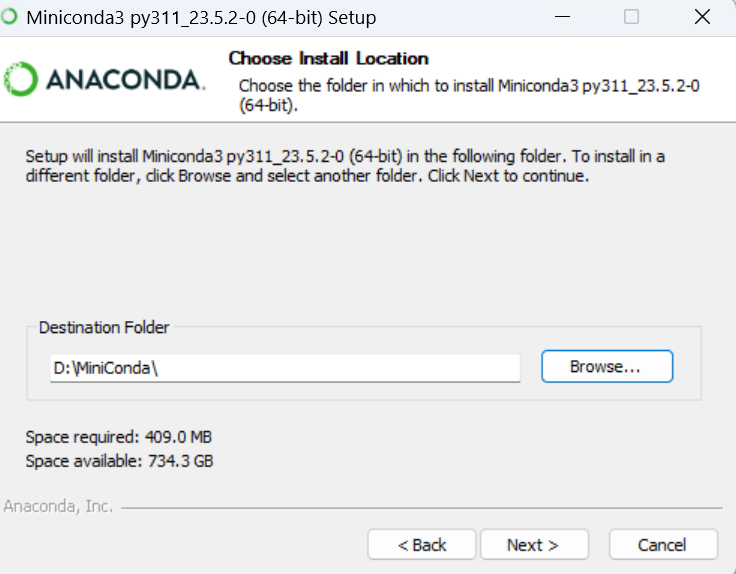 Miniconda3 py311_23.5.2-0 (64-bit) Setup
ANACONDA.
Choose Install Location
Choose the folder in which to install Miniconda3 py311_23.5.2-0
(64-bit).
Setup will install Miniconda3 py311_23.5.2-0 (64-bit) in the following folder. To install in a
different folder, click Browse and select another folder. Click Next to continue.
Destination Folder
D:\MiniConda\
Browse...
Space required: 409.0 MB
Space available: 734.3 GB
Anaconda, Inc.
< Back
Next >
Cancel